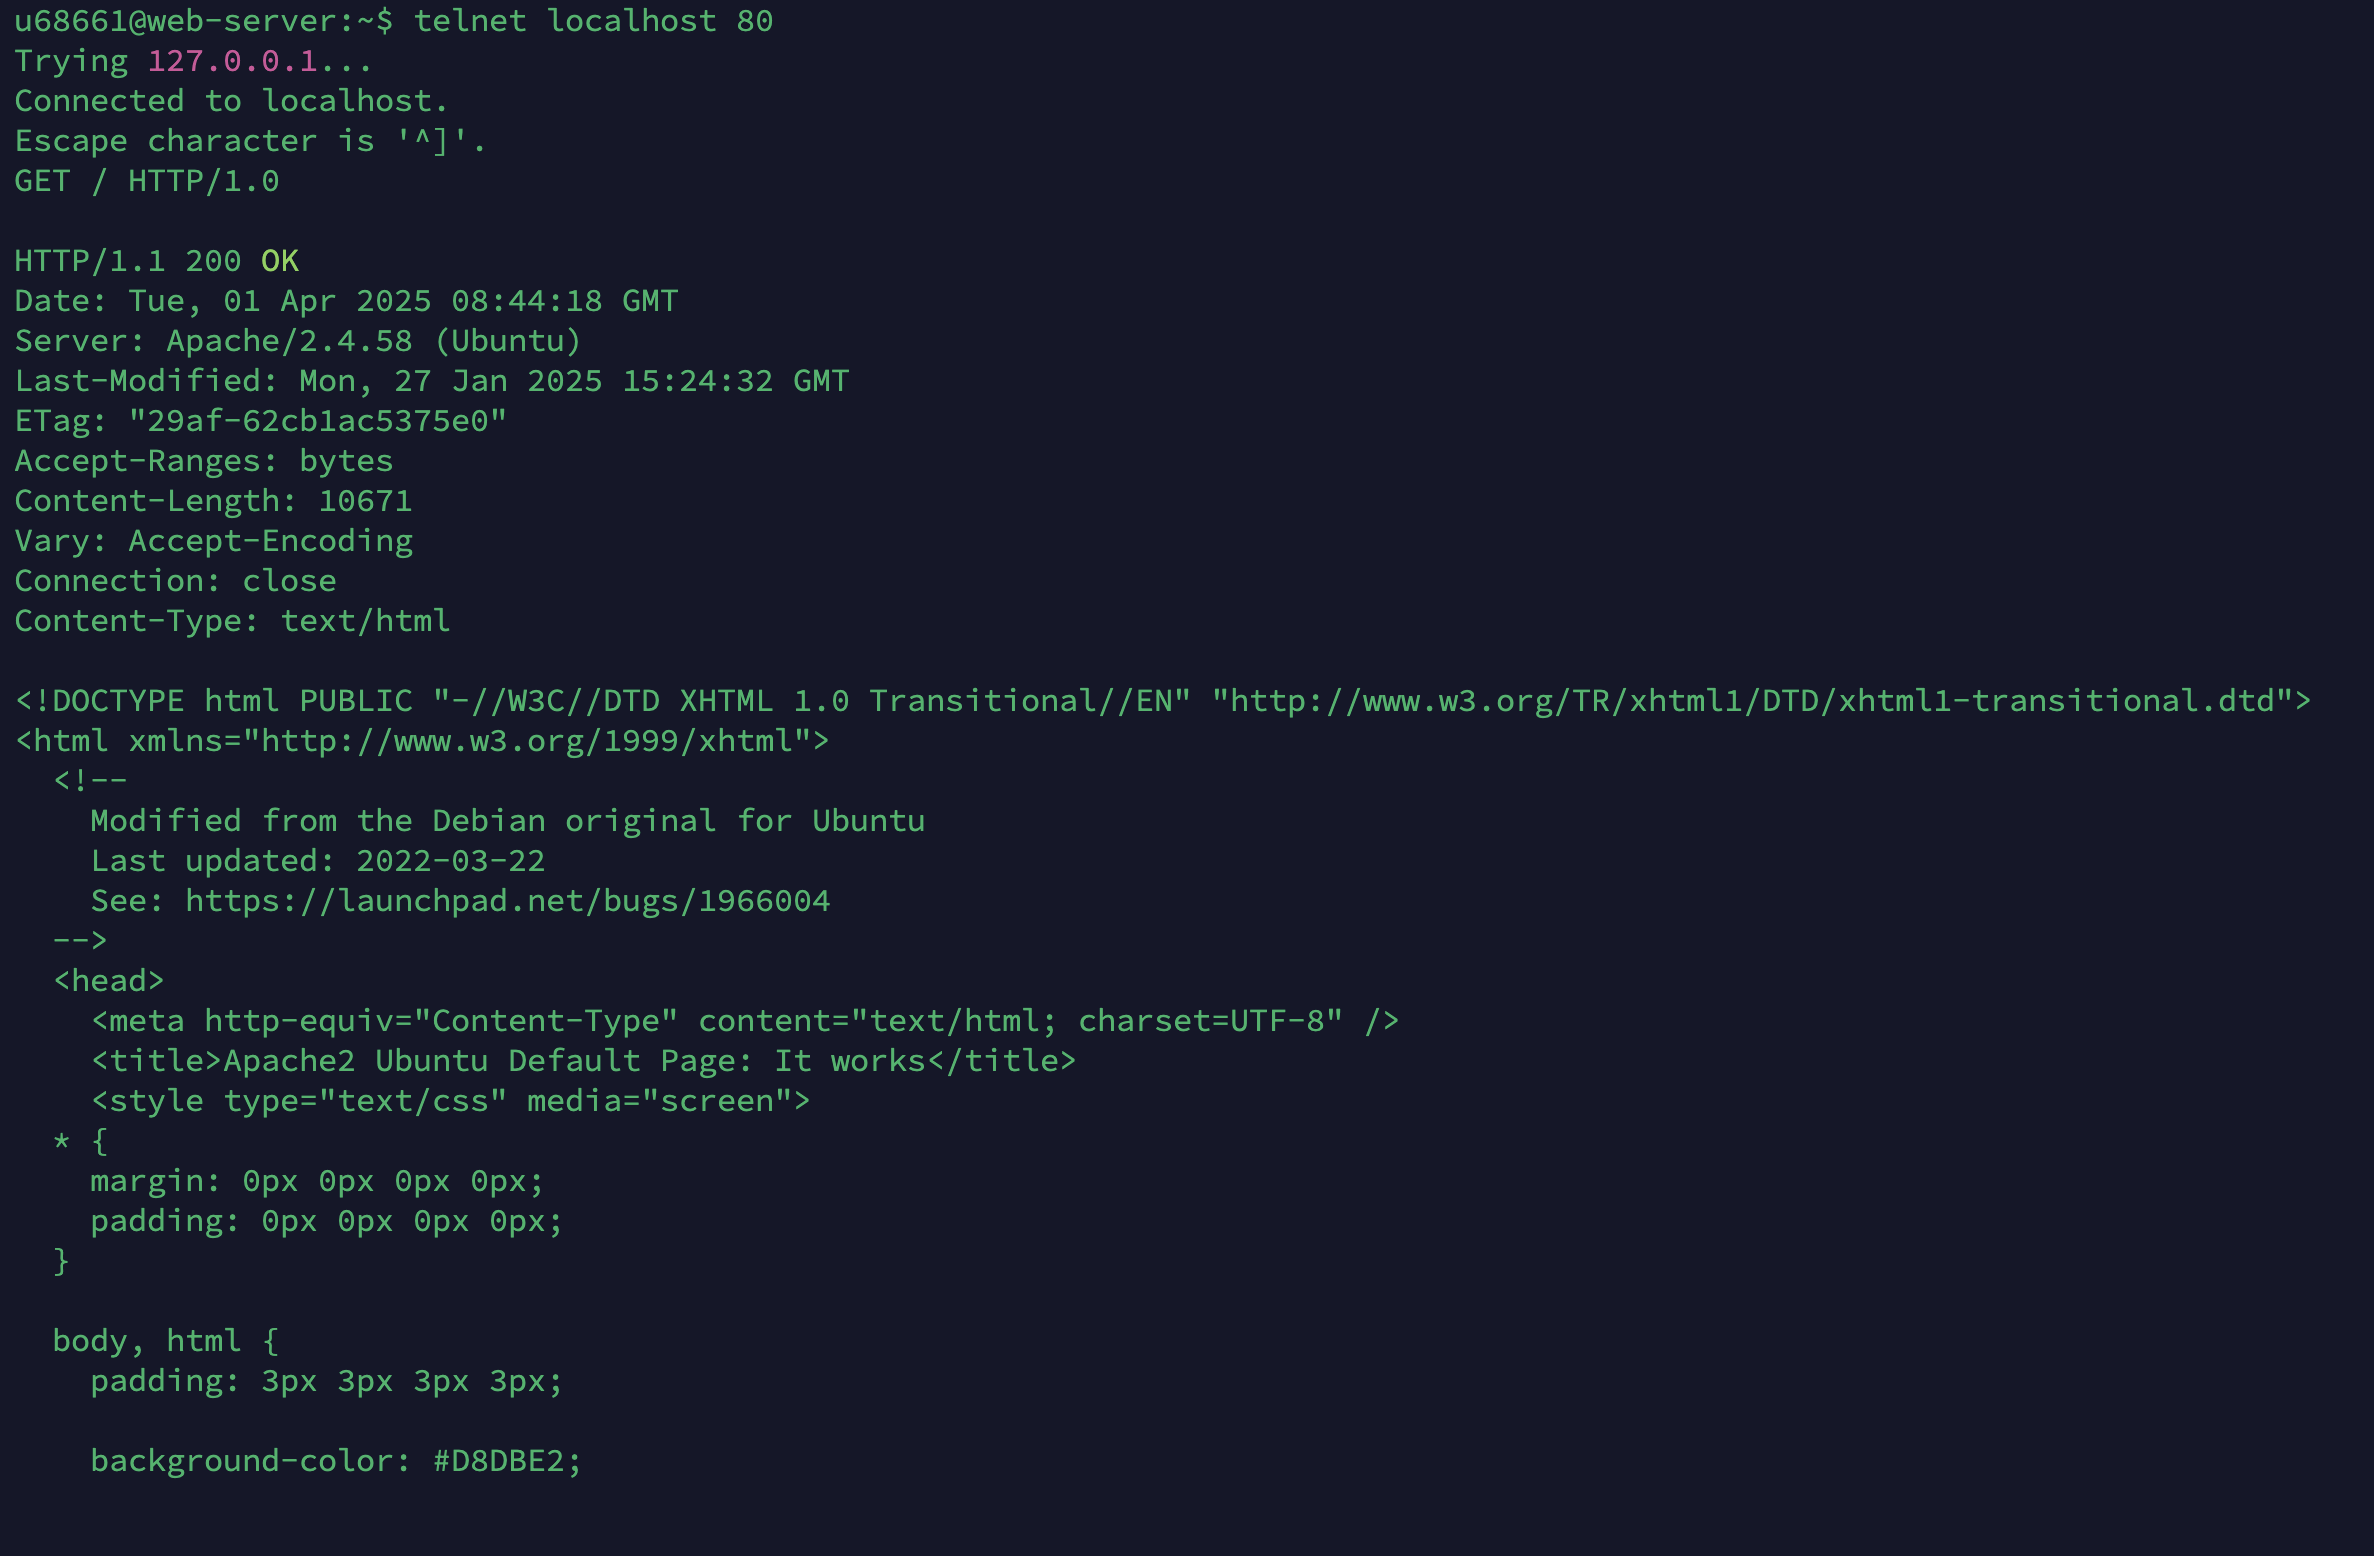 u68661@web-server:~$ telnet localhost 80
Trying 127.0.0.1...
Connected to localhost.
Escape character is '^]'.
GET / HTTP/1.0

HTTP/1.1 200 OK
Date: Tue, 01 Apr 2025 08:44:18 GMT
Server: Apache/2.4.58 (Ubuntu)
Last-Modified: Mon, 27 Jan 2025 15:24:32 GMT
ETag: "29af-62cb1ac5375e0"
Accept-Ranges: bytes
Content-Length: 10671
Vary: Accept-Encoding
Connection: close
Content-Type: text/html

<!DOCTYPE html PUBLIC "-//W3C//DTD XHTML 1.0 Transitional//EN" "http://www.w3.org/TR/xhtml1/DTD/xhtml1-transitional.dtd">
<html xmlns="http://www.w3.org/1999/xhtml">
  <!--
    Modified from the Debian original for Ubuntu
    Last updated: 2022-03-22
    See: https://launchpad.net/bugs/1966004
  -->
  <head>
    <meta http-equiv="Content-Type" content="text/html; charset=UTF-8" />
    <title>Apache2 Ubuntu Default Page: It works</title>
    <style type="text/css" media="screen">
  * {
    margin: 0px 0px 0px 0px;
    padding: 0px 0px 0px 0px;
  }

  body, html {
    padding: 3px 3px 3px 3px;

    background-color: #D8DBE2;